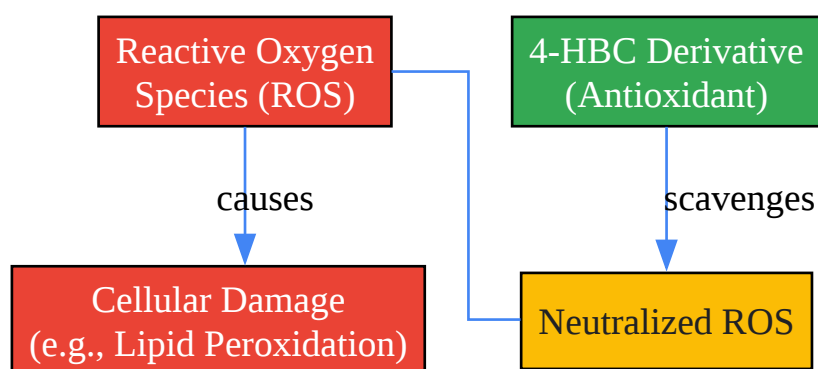 Reactive Oxygen
Species (ROS)
4-HBC Derivative
(Antioxidant)
causes
scavenges
Cellular Damage
(e.g., Lipid Peroxidation)
Neutralized ROS